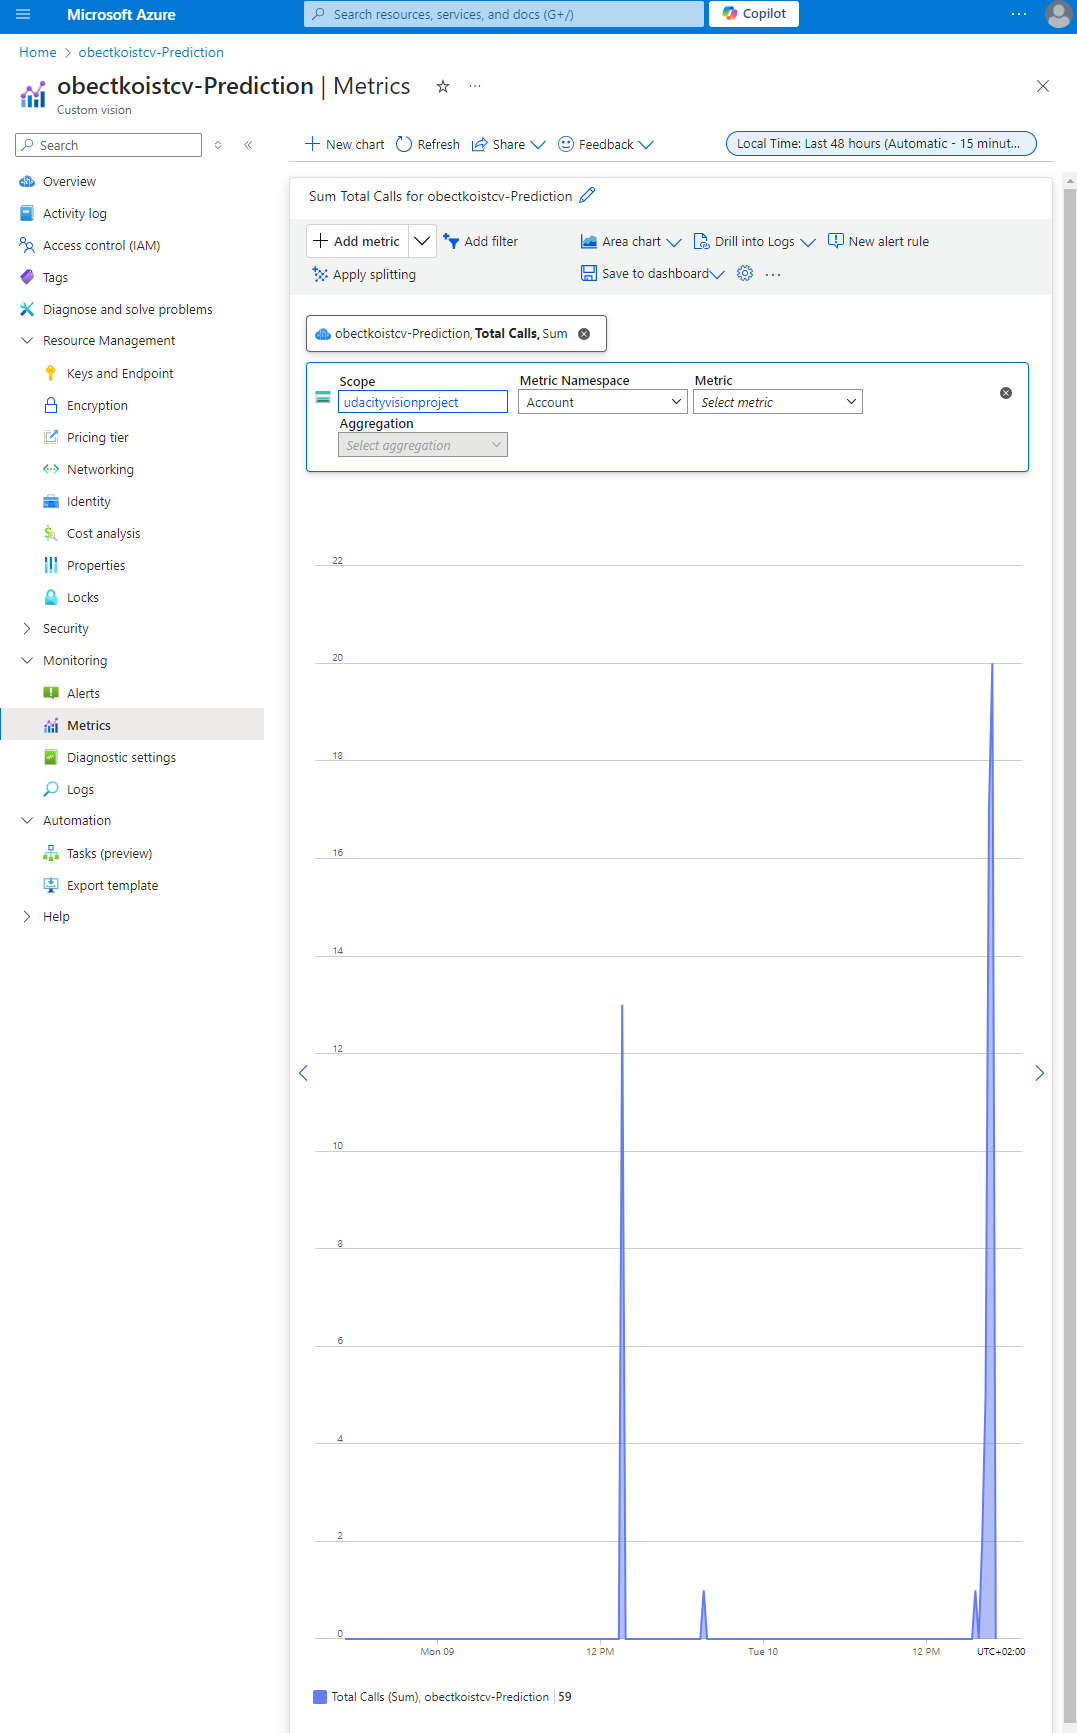 Microsoft Azure
Search resources, services, and docs (G+/)
Copilot
Home > obectkoistcv-Prediction
obectkoistcv-Prediction | Metrics
Custom vision
Search
New chart
Refresh
Share
Feedback
Local Time: Last 48 hours (Automatic - 15 minut...
Overview
Activity log
Access control (IAM)
Tags
Diagnose and solve problems
Resource Management
Keys and Endpoint
Encryption
Pricing tier
Networking
Identity
Cost analysis
Properties
Locks
Security
Monitoring
Alerts
Metrics
Diagnostic settings
Logs
Automation
Tasks (preview)
Export template
Help
Sum Total Calls for obectkoistcv-Prediction
Add metric
Add filter
Area chart
Drill into Logs
New alert rule
Apply splitting
Save to dashboard
obectkoistcv-Prediction, Total Calls, Sum
Scope
Metric Namespace
Metric
udacityvisionproject
Account
Select metric
Aggregation
Select aggregation
22
20
18
16
14
12
10
8
6
4
2
0
Mon 09
12 PM
Tue 10
12 PM
UTC+02:00
Total Calls (Sum), obectkoistcv-Prediction | 59